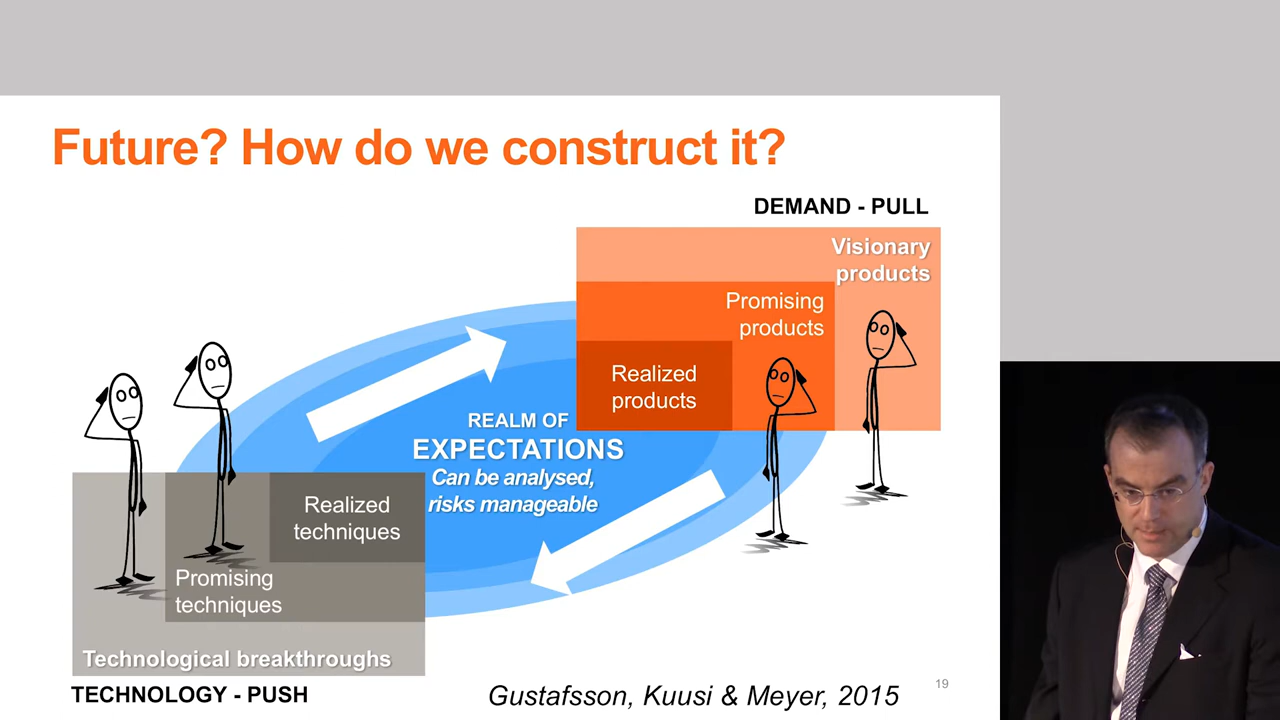 Future? How do we construct it?
DEMAND - PULL
Visionary
products
Promising
products
Realized
products
REALM OF
EXPECTATIONS
Can be analysed,
risks manageable
Realized
techniques
Promising
techniques
Technological breakthroughs
TECHNOLOGY - PUSH
Gustafsson, Kuusi & Meyer, 2015
19